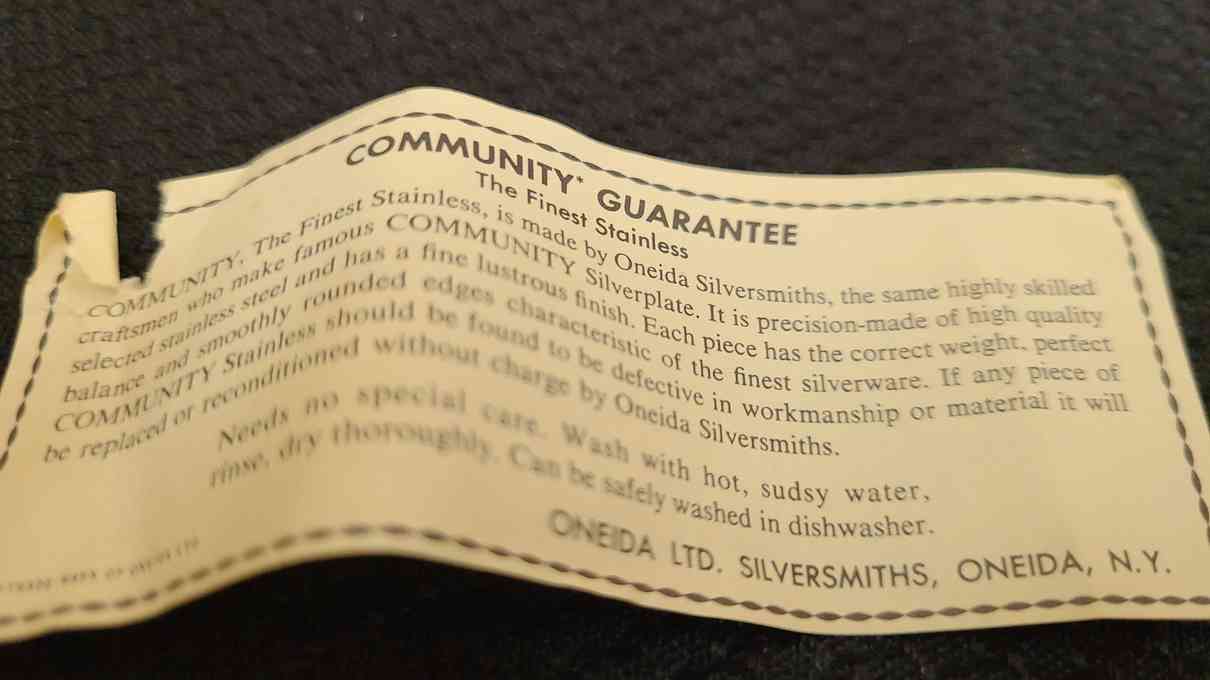 COMMUNITY* GUARANTEE
The Finest Stainless
COMMUNITY, The Finest Stainless, is made by Oneida Silversmiths, the same highly skilled
craftsmen who make famous COMMUNITY Silverplate. It is precision-made of high quality
selected stainless steel and has a fine lustrous finish. Each piece has the correct weight, perfect
balance and smoothly rounded edges characteristic of the finest silverware. If any piece of
COMMUNITY Stainless should be found to be defective in workmanship or material it will
be replaced or reconditioned without charge by Oneida Silversmiths.
Needs no special care. Wash with hot, sudsy water,
rinse, dry thoroughly. Can be safely washed in dishwasher.
ONEIDA LTD. SILVERSMITHS, ONEIDA, N.Y.
*TRADE MARK OF ONEIDA LTD.